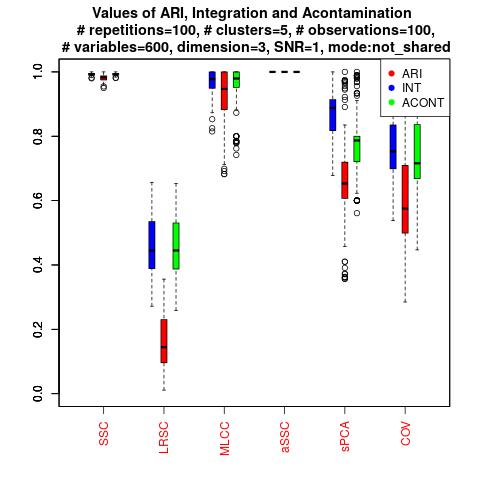 Values of ARI, Integration and Acontamination
# repetitions=100, # clusters=5, # observations=100,
# variables=600, dimension=3, SNR=1, mode:not_shared
ARI
INT
ACONT
1.0
0.8
0.6
0.4
0.2
0.0
SSC
LRSC
MLCC
aSSC
sPCA
COV